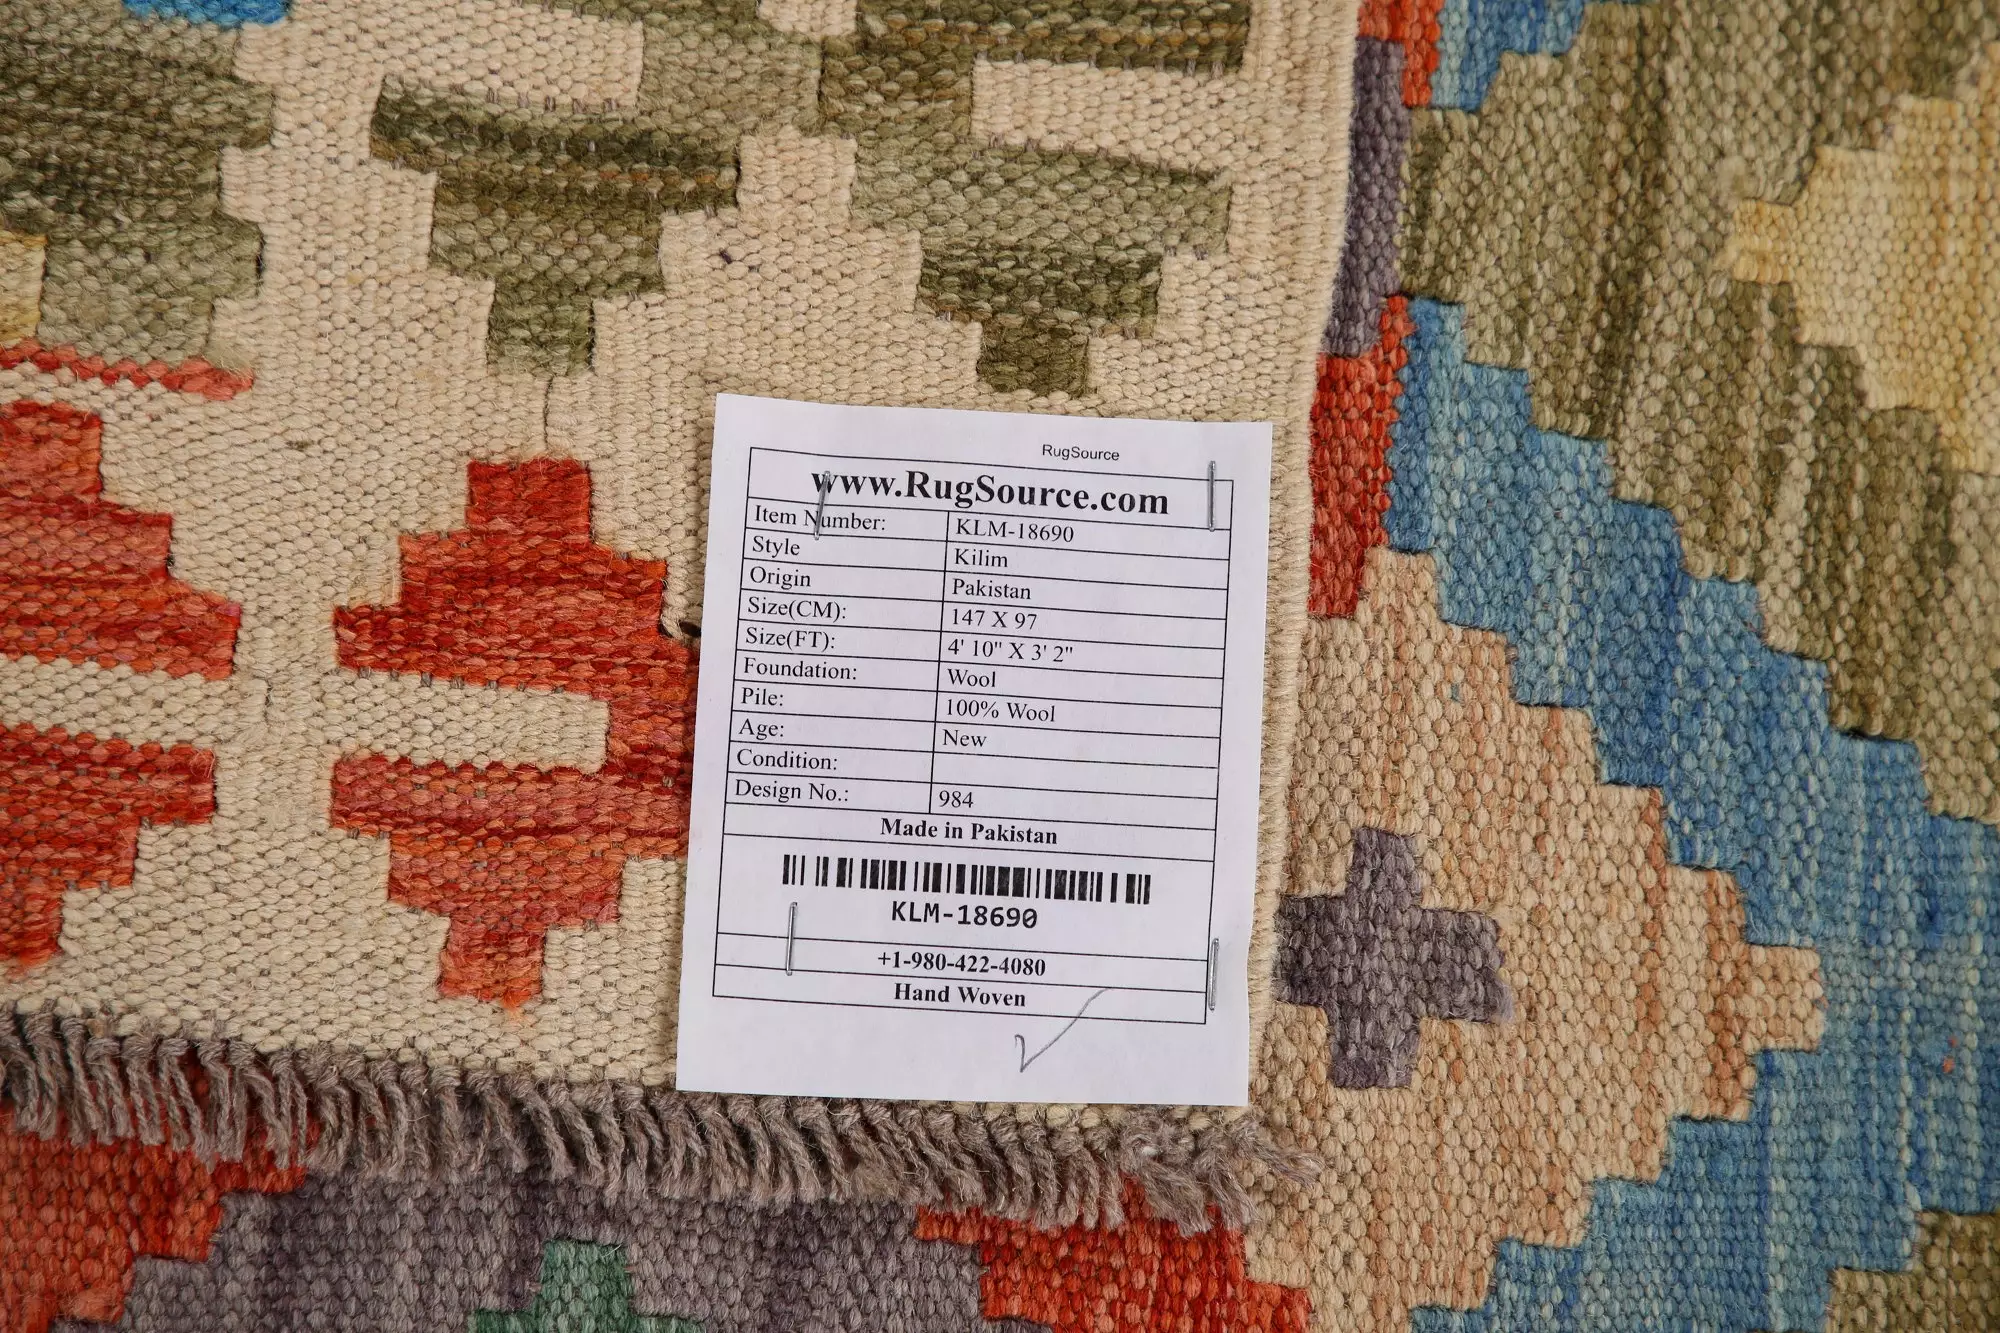 RugSource
www.RugSource.com
Item Number: KLM-18690
Style Kilim
Origin Pakistan
Size(CM): 147 X 97
Size(FT): 4' 10" X 3' 2"
Foundation: Wool
Pile: 100% Wool
Age: New
Condition:
Design No.: 984
Made in Pakistan
KLM-18690
+1-980-422-4080
Hand Woven